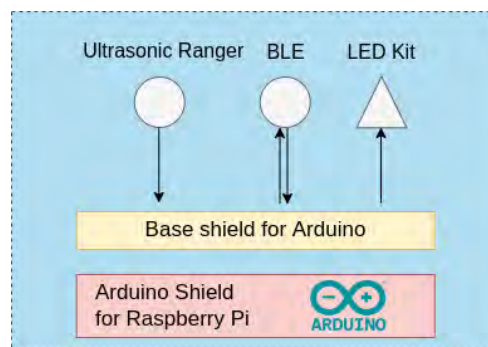 Ultrasonic Ranger BLE LED Kit
Base shield for Arduino
Arduino Shield
for Raspberry Pi
ARDUINO